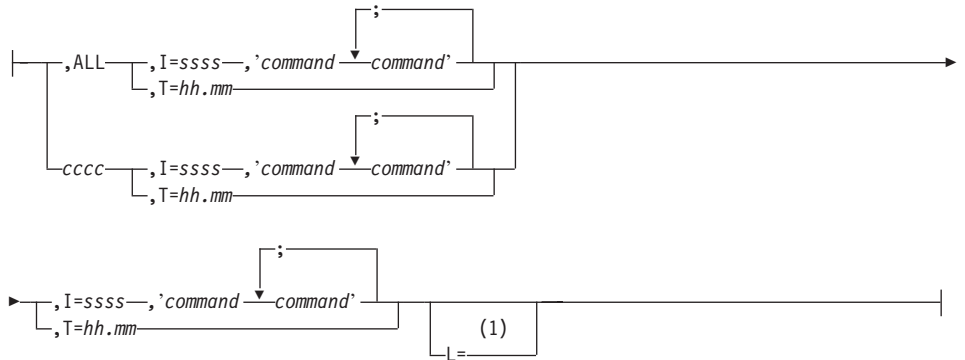 ;
,ALL ,I=ssss ,’command command’
,T=hh.mm
;
cccc ,I=ssss ,’command command’
,T=hh.mm
;
,I=ssss ,’command command’
,T=hh.mm
(1)
L=